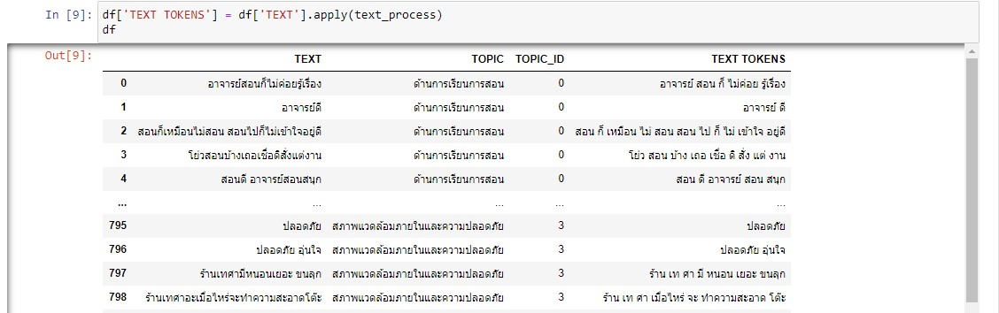 In [9]: df['TEXT TOKENS'] = df['TEXT'].apply(text_process)
df
Out[9]:
TEXT TOPIC TOPIC_ID TEXT TOKENS
0 อาจารย์สอนก็ไม่ค่อยรู้เรื่อง ด้านการเรียนการสอน 0 อาจารย์ สอน ก็ ไม่ค่อย รู้เรื่อง
1 อาจารย์ดี ด้านการเรียนการสอน 0 อาจารย์ ดี
2 สอนก็เหมือนไม่สอน สอนไปก็ไม่เข้าใจอยู่ดี ด้านการเรียนการสอน 0 สอน ก็ เหมือน ไม่ สอน สอน ไป ก็ ไม่ เข้าใจ อยู่ดี
3 โย่วสอนบ้างเถอเชื่อดิสั่งแต่งาน ด้านการเรียนการสอน 0 โย่ว สอน บ้าง เถอ เชื่อ ดิ สั่ง แต่ งาน
4 สอนดี อาจารย์สอนสนุก ด้านการเรียนการสอน 0 สอน ดี อาจารย์ สอน สนุก
... ... ... ... ...
795 ปลอดภัย สภาพแวดล้อมภายในและความปลอดภัย 3 ปลอดภัย
796 ปลอดภัย อุ่นใจ สภาพแวดล้อมภายในและความปลอดภัย 3 ปลอดภัย อุ่นใจ
797 ร้านเทศามีหนอนเยอะ ขนลุก สภาพแวดล้อมภายในและความปลอดภัย 3 ร้าน เท ศา มี หนอน เยอะ ขนลุก
798 ร้านเทศาอะเมื่อไหร่จะทำความสะอาดโต๊ะ สภาพแวดล้อมภายในและความปลอดภัย 3 ร้าน เท ศา เมื่อไหร่ จะ ทำความสะอาด โต๊ะ